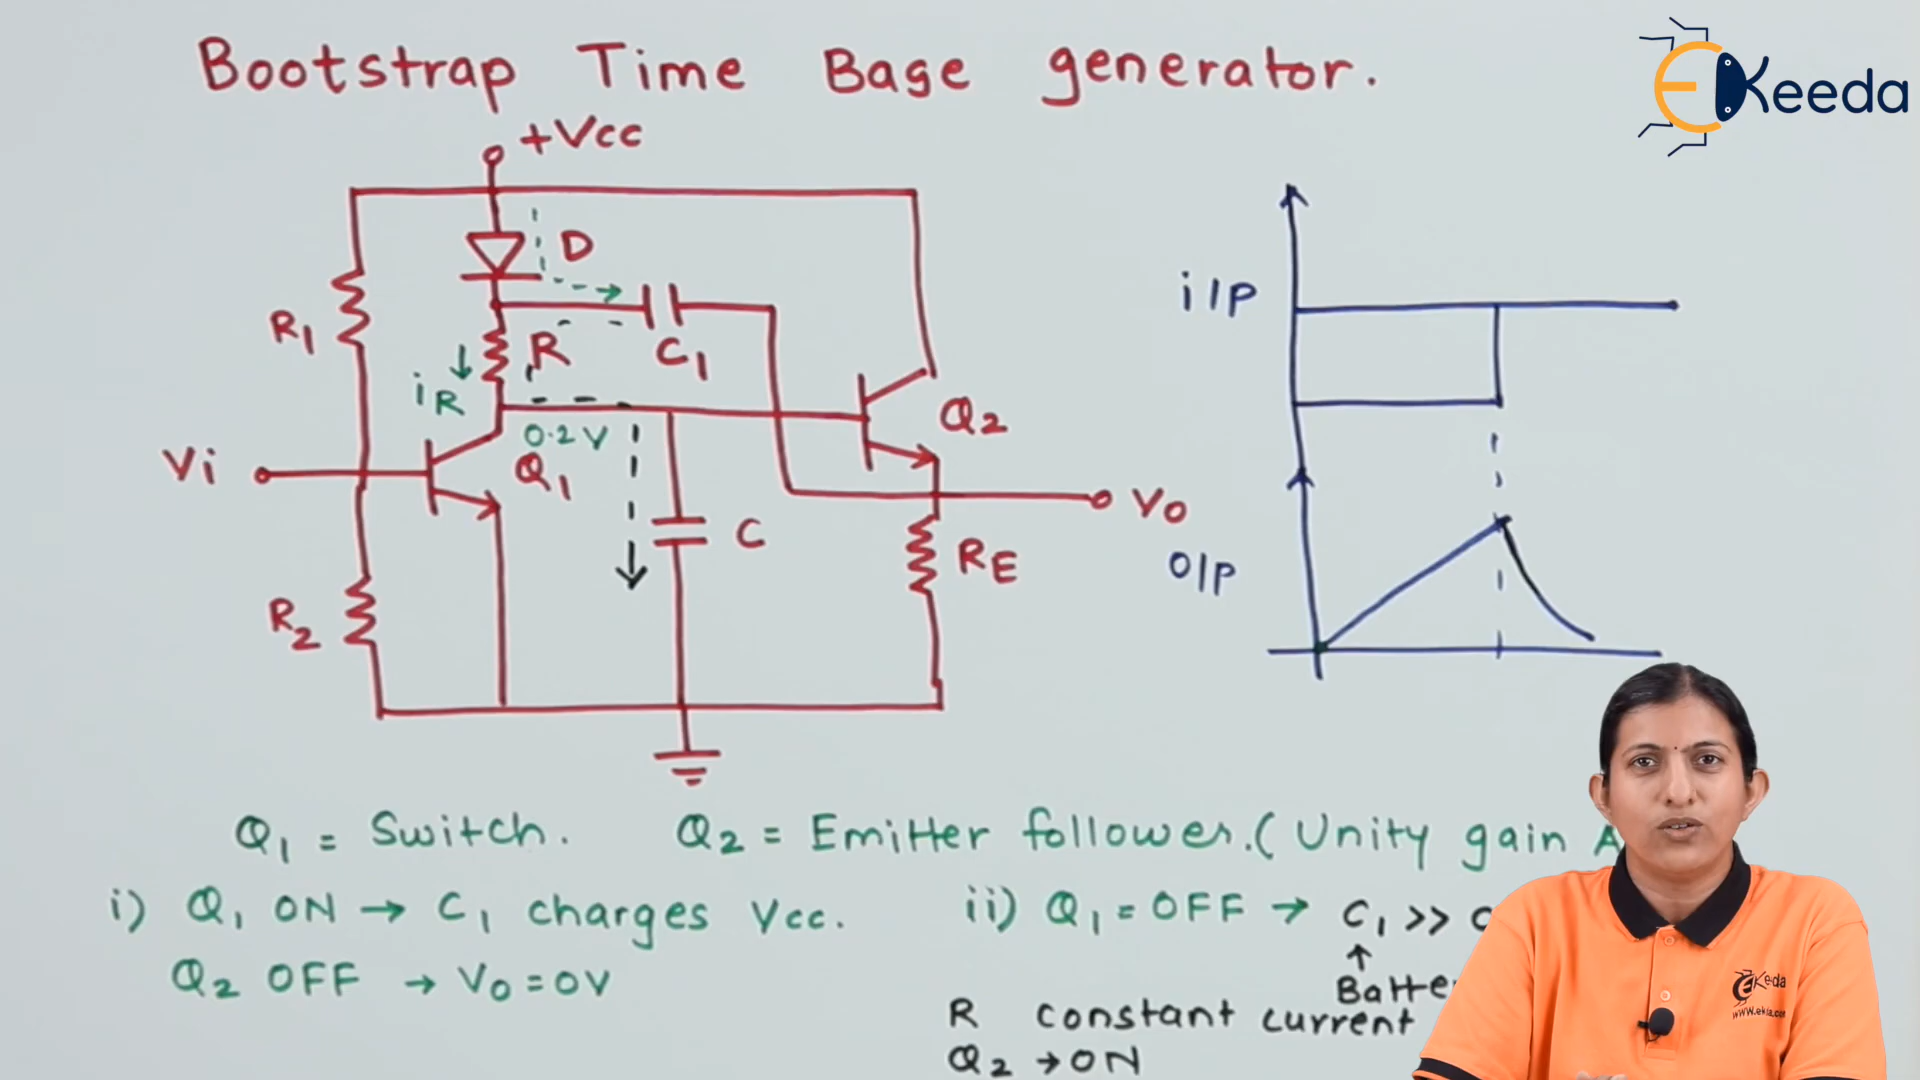 Bootstrap Time Base generator.
EKeeda
+Vcc
D
R1
R
C1
iR
0.2V
Q2
Vi
Q1
C
Vo
RE
R2
i/p
o/p
Q1 = Switch. Q2 = Emitter follower. (Unity gain A
i) Q1 ON → C1 charges Vcc. ii) Q1 = OFF → C1 >>
Q2 OFF → Vo = 0V
↑
R constant current
Q2 → ON
EKeeda